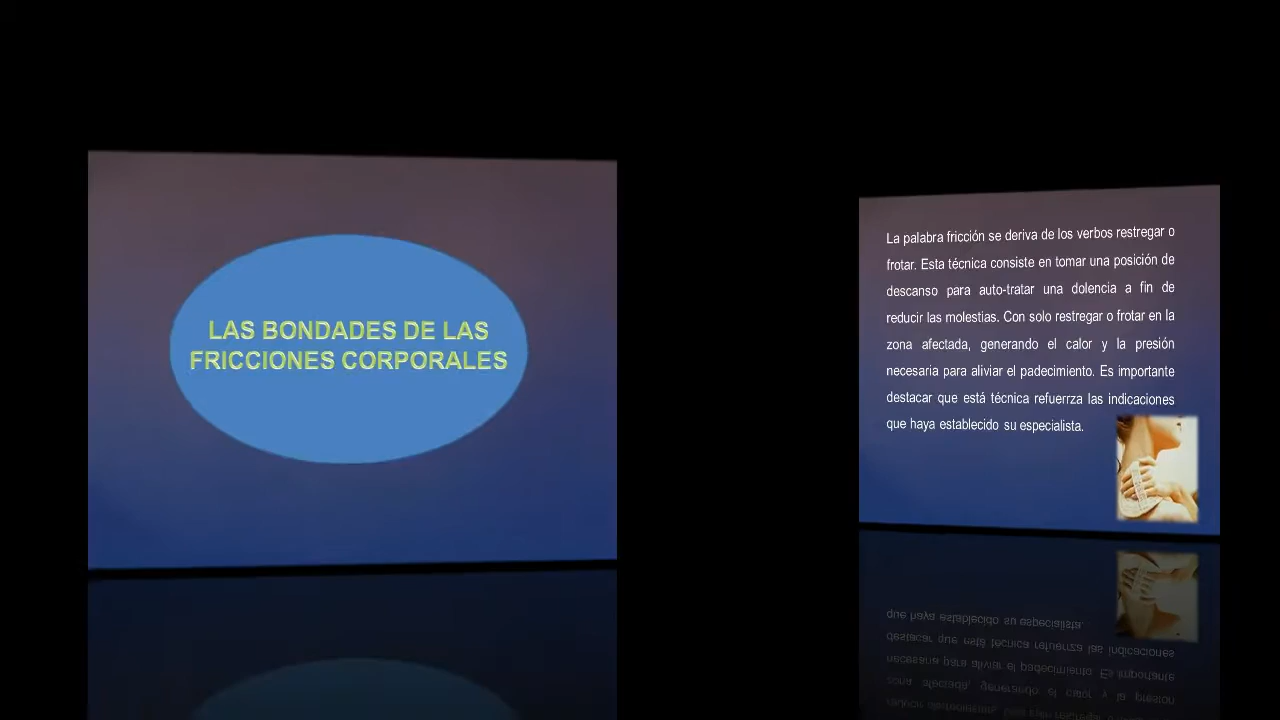 LAS BONDADES DE LAS
FRICCIONES CORPORALES
La palabra fricción se deriva de los verbos restregar o
frotar. Esta técnica consiste en tomar una posición de
descanso para auto-tratar una dolencia a fin de
reducir las molestias. Con solo restregar o frotar en la
zona afectada, generando el calor y la presión
necesaria para aliviar el padecimiento. Es importante
destacar que está técnica refuerrza las indicaciones
que haya establecido su especialista.